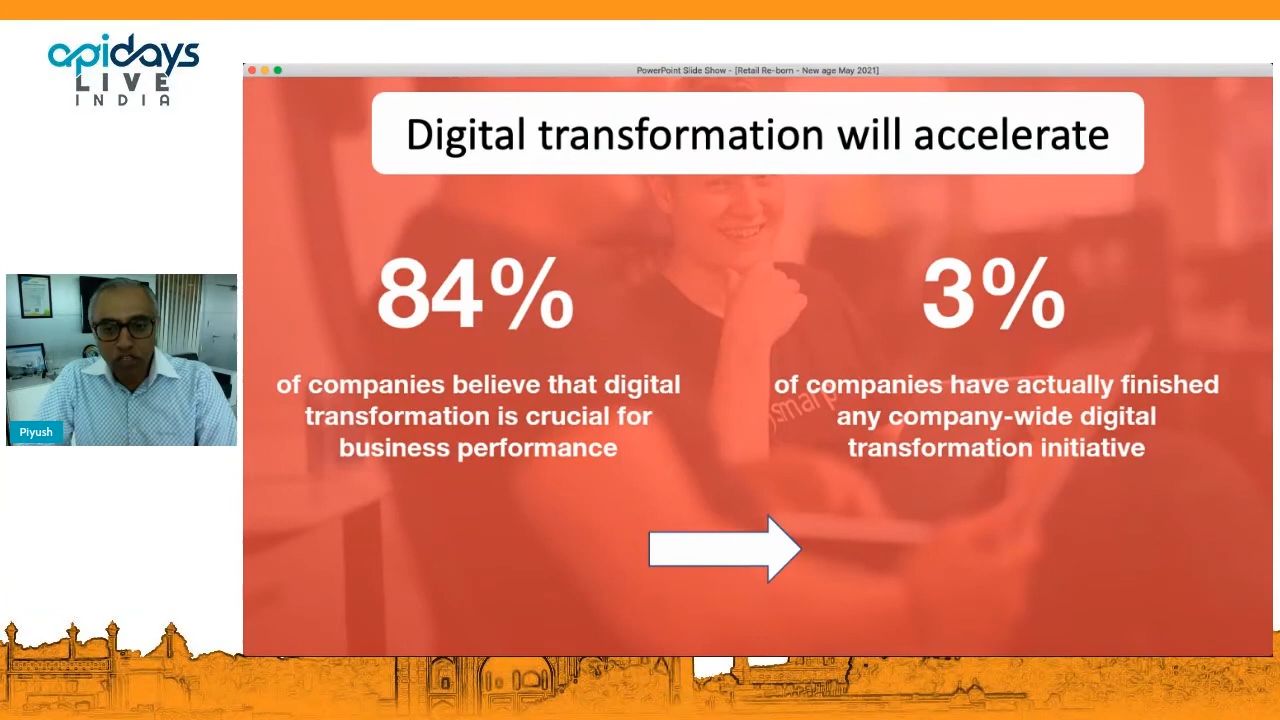 apidays
LIVE
INDIA
PowerPoint Slide Show - [Retail Re-born - New age May 2021]
Digital transformation will accelerate
84%
of companies believe that digital
transformation is crucial for
business performance
3%
of companies have actually finished
any company-wide digital
transformation initiative
Piyush